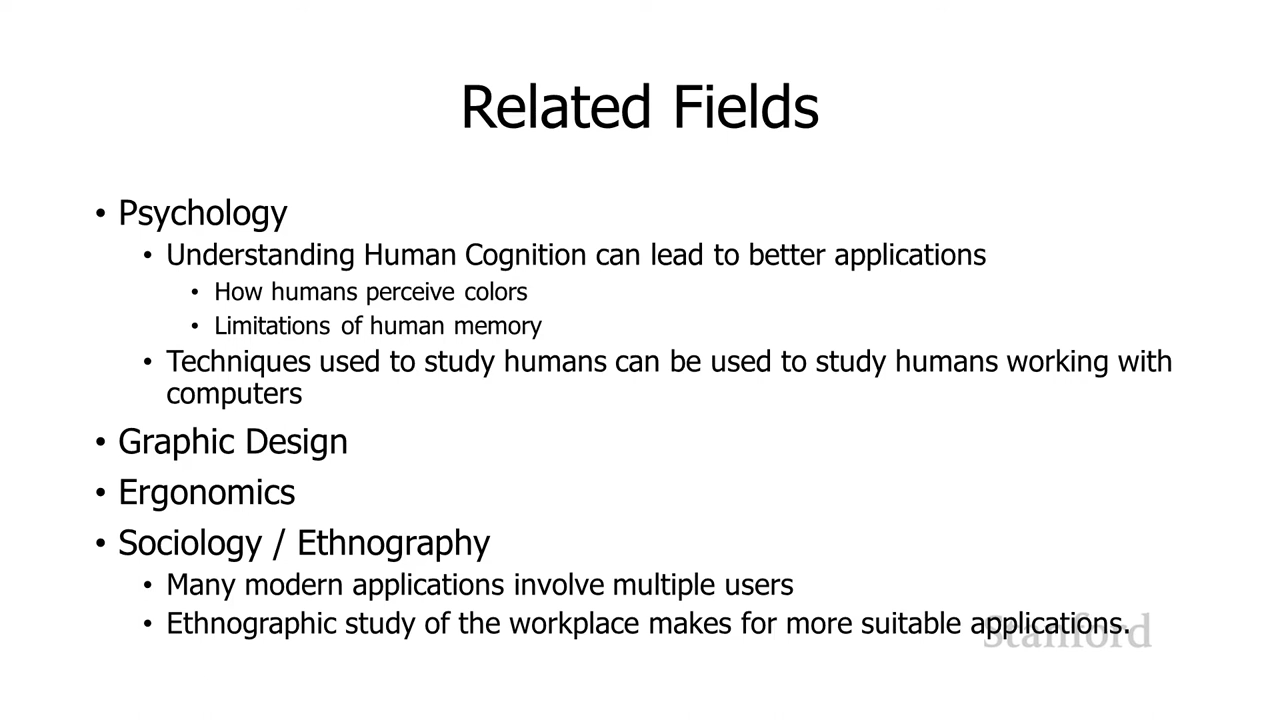 Related Fields
• Psychology
• Understanding Human Cognition can lead to better applications
• How humans perceive colors
• Limitations of human memory
• Techniques used to study humans can be used to study humans working with
computers
• Graphic Design
• Ergonomics
• Sociology / Ethnography
• Many modern applications involve multiple users
• Ethnographic study of the workplace makes for more suitable applications.
Stanford